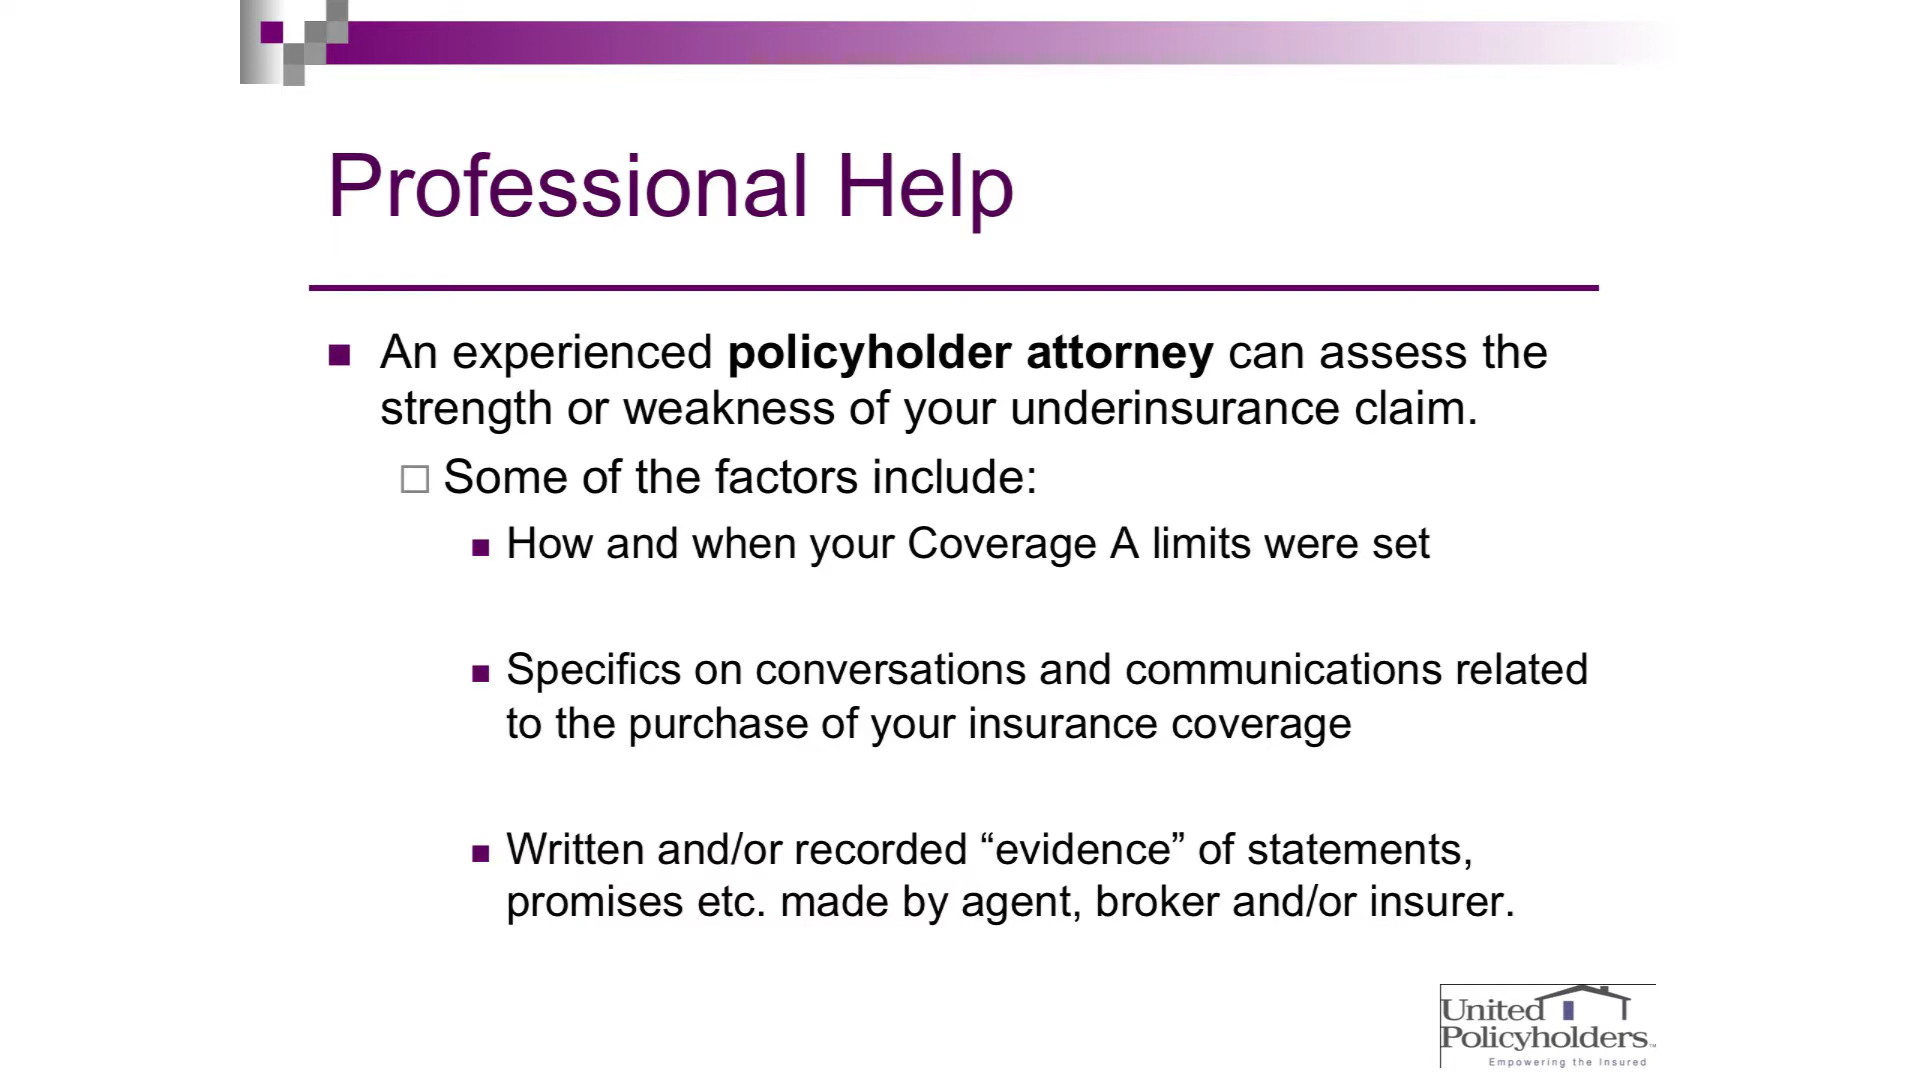 Professional Help
An experienced policyholder attorney can assess the
strength or weakness of your underinsurance claim.
Some of the factors include:
How and when your Coverage A limits were set
Specifics on conversations and communications related
to the purchase of your insurance coverage
Written and/or recorded “evidence” of statements,
promises etc. made by agent, broker and/or insurer.
United
Policyholders™
Empowering the Insured